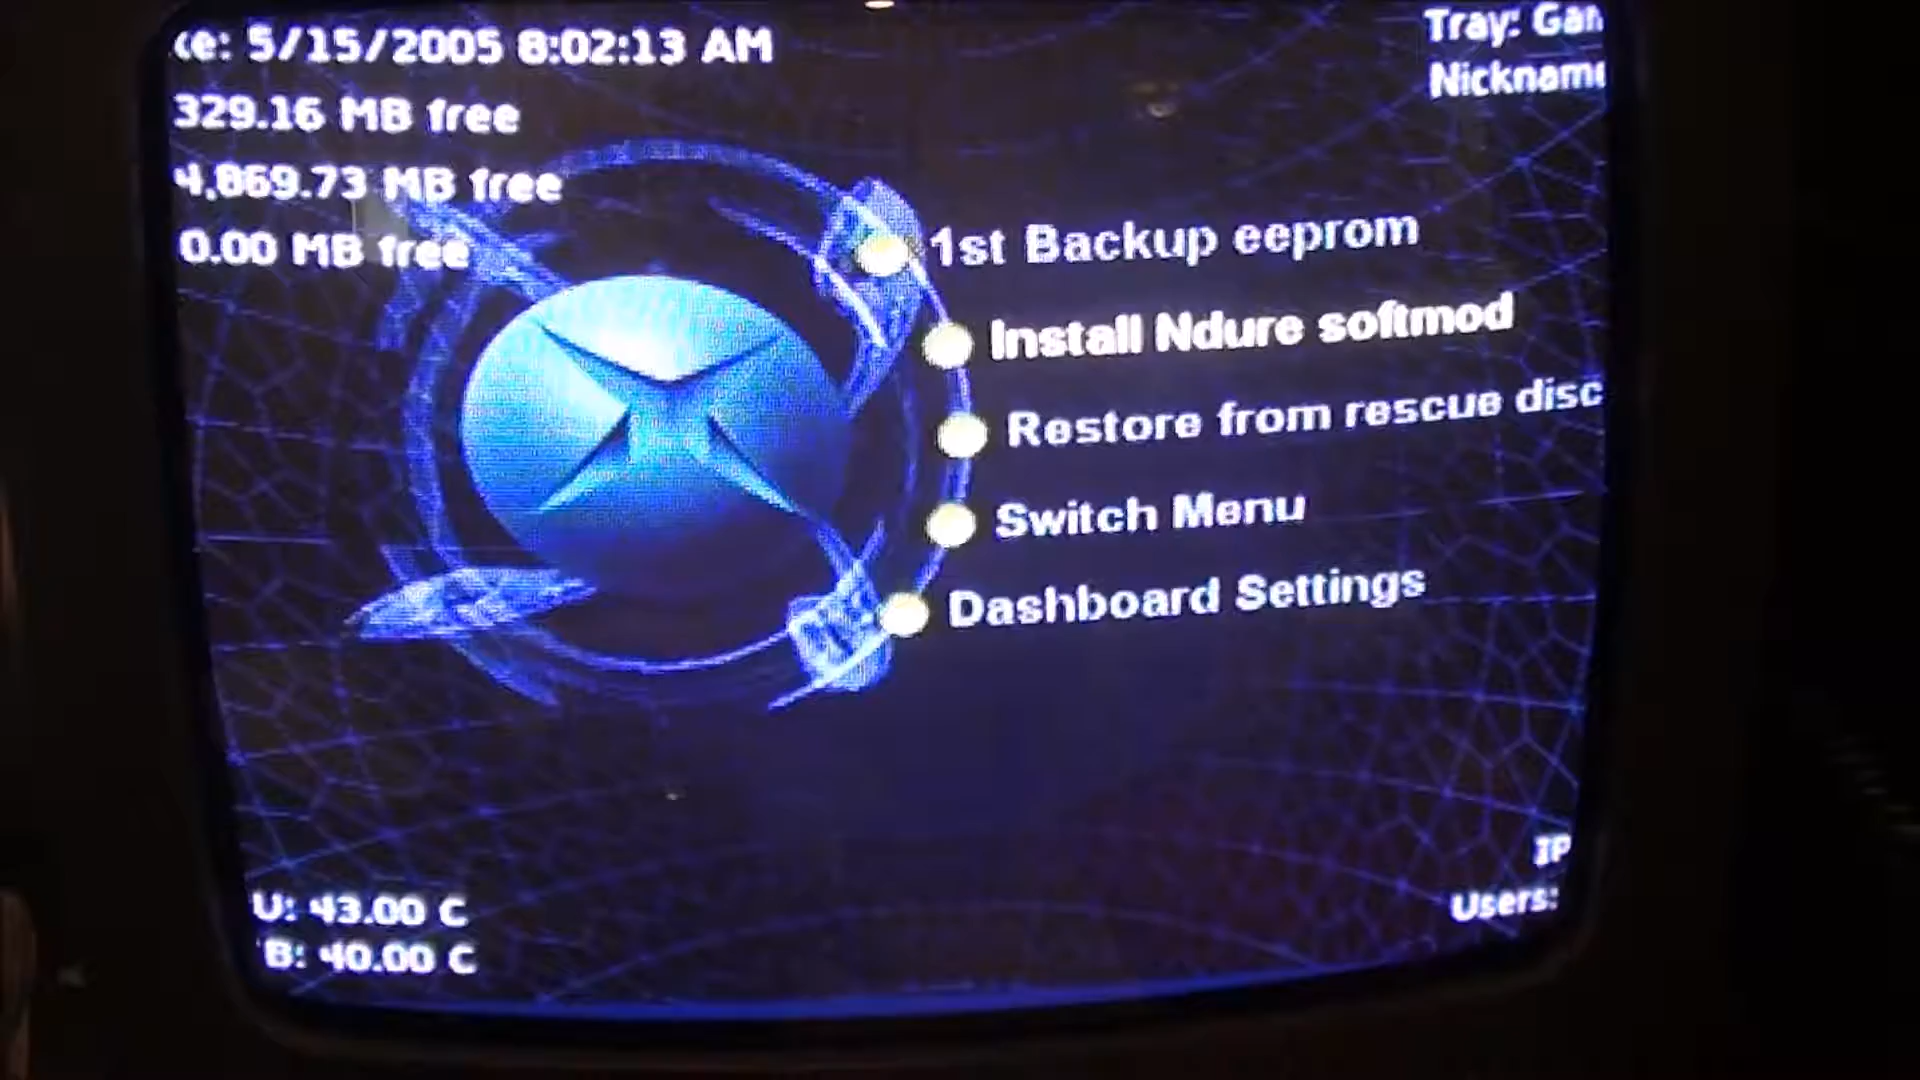 5/15/2005 8:02:13 AM
329.16 MB free
4,869.73 MB free
0.00 MB free
Tray:
1st Backup eeprom
Install Ndure softmod
Restore from rescue disc
Switch Menu
Dashboard Settings
U: 43.00 C
B: 40.00 C
IP
Users: